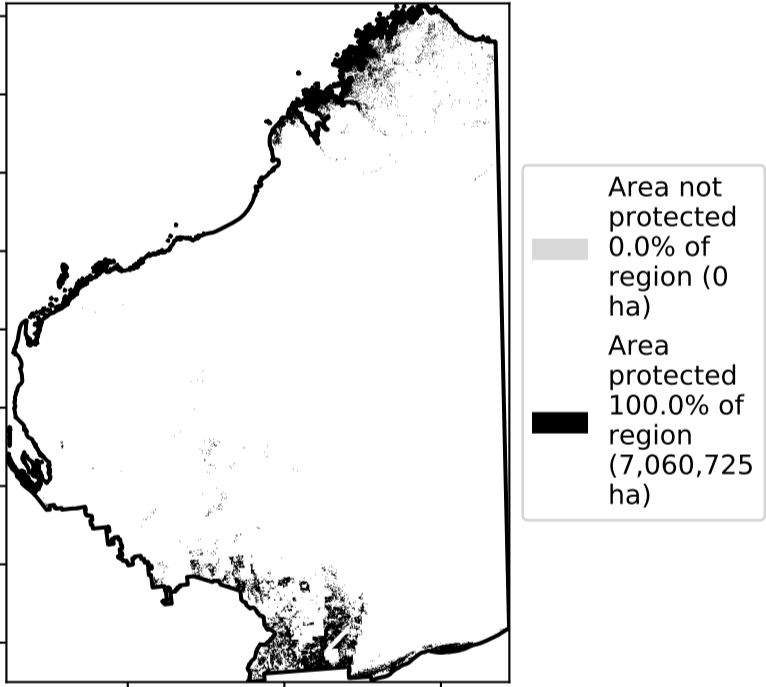 Area not
protected
0.0% of
region (0
ha)
Area
protected
100.0% of
region
(7,060,725
ha)